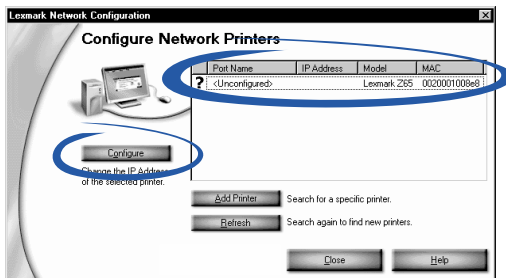 Lexmark Network Configuration
Configure Network Printers
Port Name IP Address Model MAC
? <Unconfigured> Lexmark Z65 0020001008e8
Configure
Change the IP Address
of the selected printer.
Add Printer Search for a specific printer.
Refresh Search again to find new printers.
Close Help